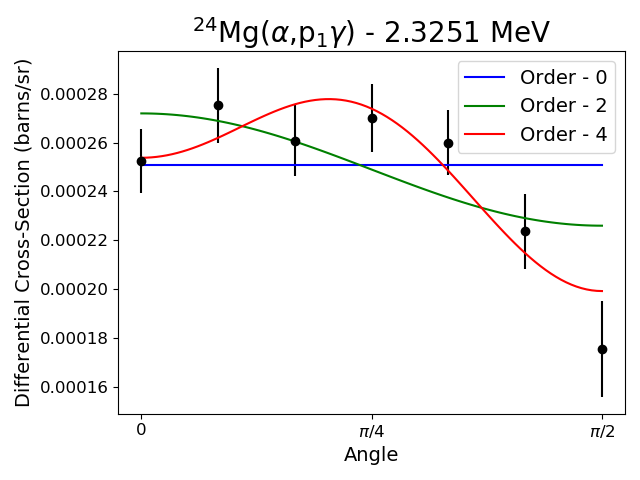 ²⁴Mg(α,p₁γ) - 2.3251 MeV
Order - 0
Order - 2
Order - 4
Differential Cross-Section (barns/sr)
0.00028
0.00026
0.00024
0.00022
0.00020
0.00018
0.00016
0 π/4 π/2
Angle